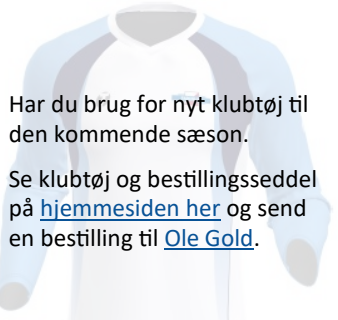 Har du brug for nyt klubtøj til
den kommende sæson.
Se klubtøj og bestillingsseddel
på hjemmesiden her og send
en bestilling til Ole Gold.